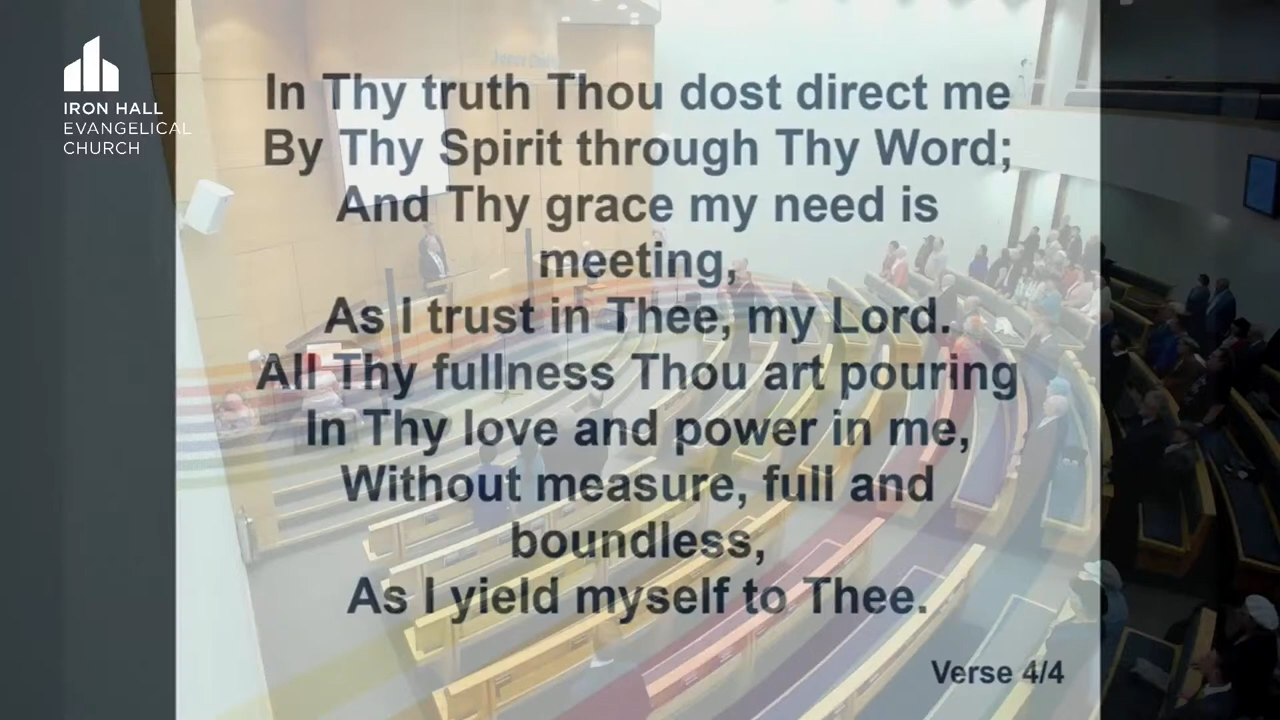 IRON HALL
EVANGELICAL
CHURCH
In Thy truth Thou dost direct me
By Thy Spirit through Thy Word;
And Thy grace my need is
meeting,
As I trust in Thee, my Lord.
All Thy fullness Thou art pouring
In Thy love and power in me,
Without measure, full and
boundless,
As I yield myself to Thee.
Verse 4/4